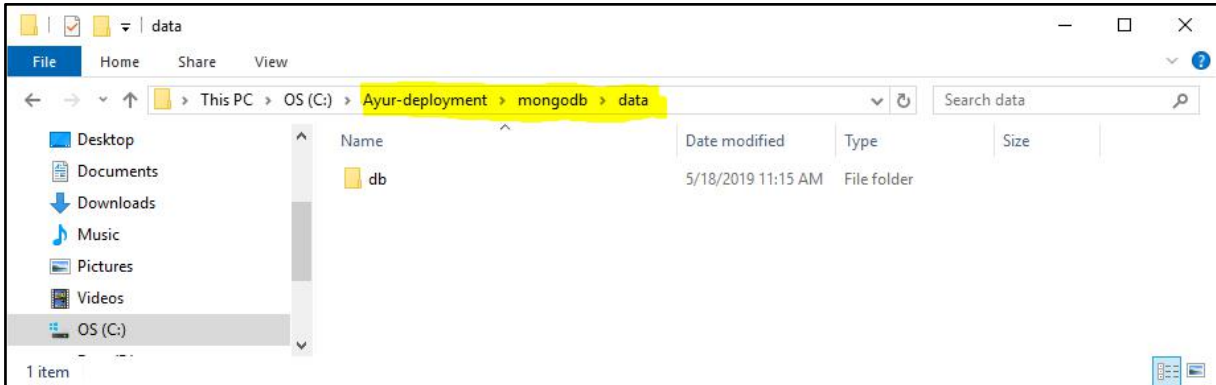 data
File Home Share View
This PC > OS (C:) > Ayur-deployment > mongodb > data
Search data
Name Date modified Type Size
Desktop
Documents
Downloads
Music
Pictures
Videos
OS (C:)
db 5/18/2019 11:15 AM File folder
1 item